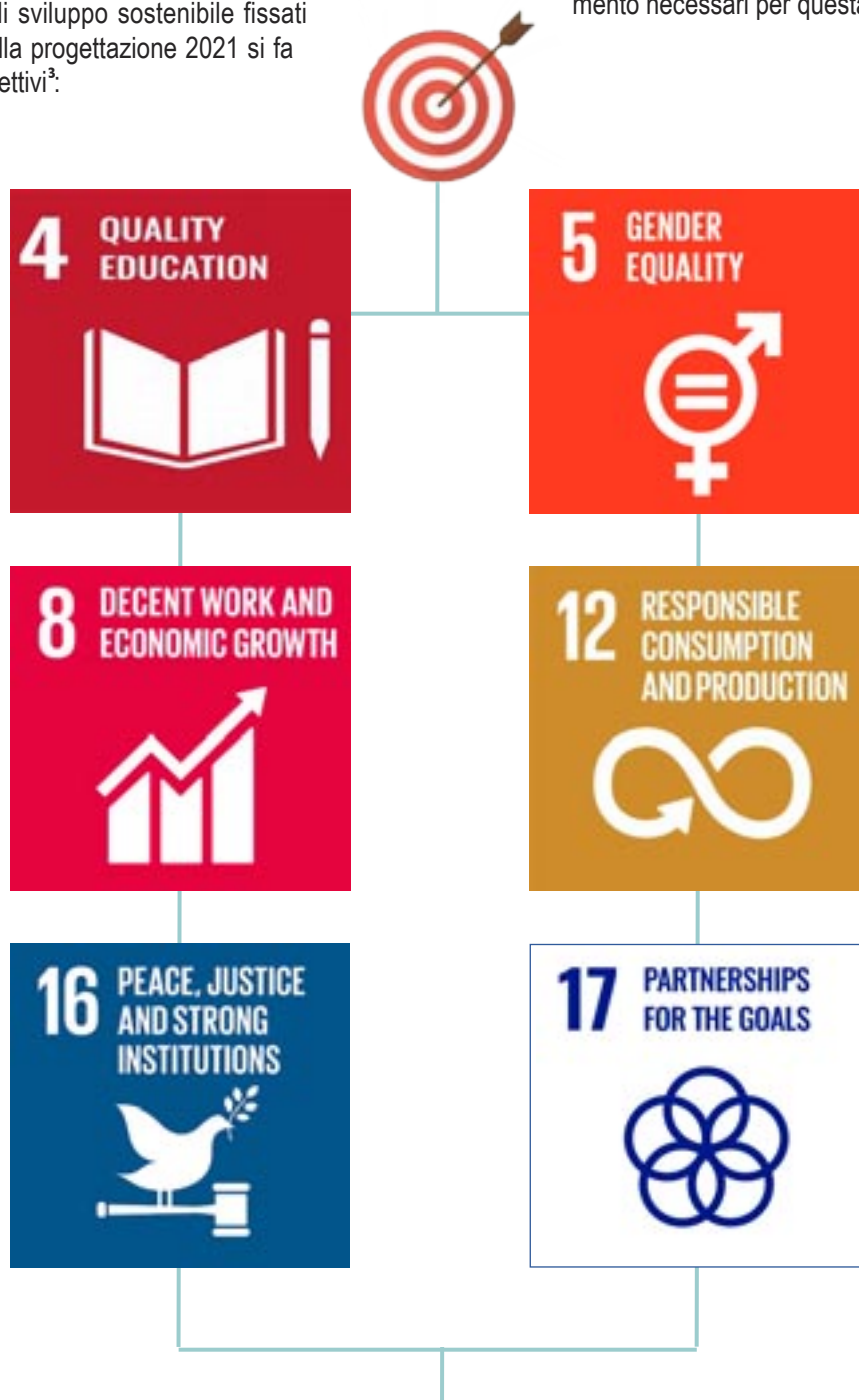 li sviluppo sostenibile fissati
lla progettazione 2021 si fa
ettivi³:
mento necessari per questa
4 QUALITY
EDUCATION
5 GENDER
EQUALITY
8 DECENT WORK AND
ECONOMIC GROWTH
12 RESPONSIBLE
CONSUMPTION
AND PRODUCTION
16 PEACE, JUSTICE
AND STRONG
INSTITUTIONS
17 PARTNERSHIPS
FOR THE GOALS